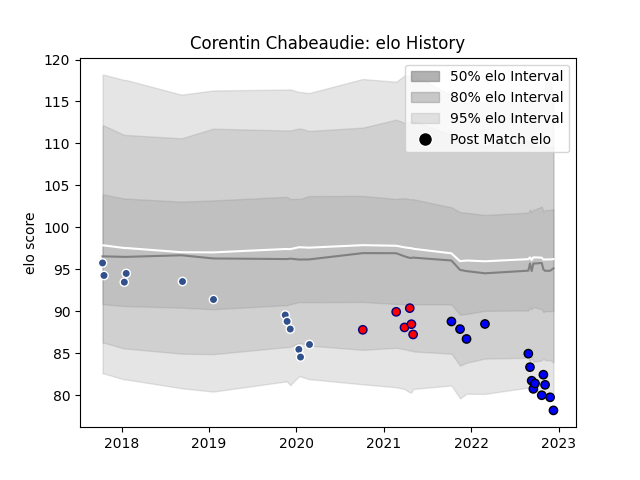 Corentin Chabeaudie: elo History
50% elo Interval
80% elo Interval
95% elo Interval
Post Match elo
elo score
120
115
110
105
100
95
90
85
80
2018 2019 2020 2021 2022 2023